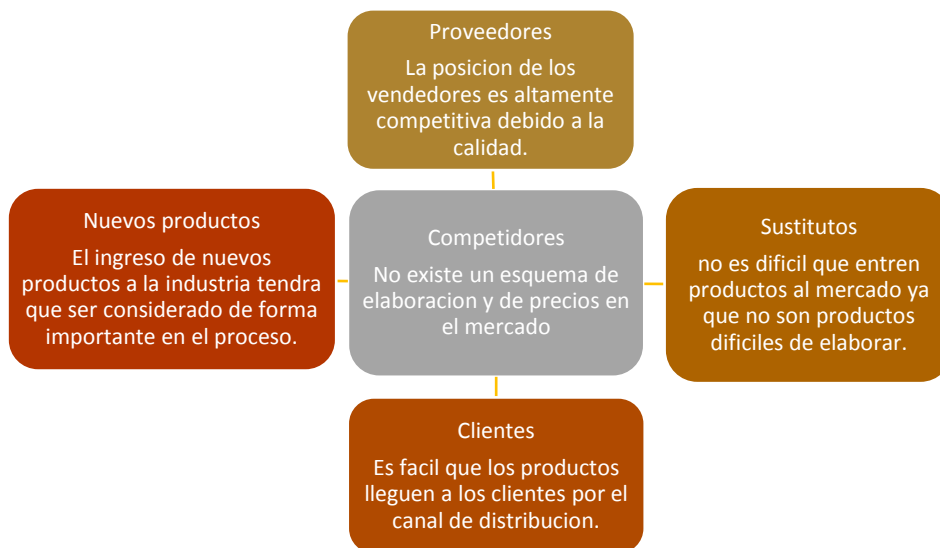 Proveedores
La posicion de los
vendedores es altamente
competitiva debido a la
calidad.
Nuevos productos
El ingreso de nuevos
productos a la industria tendra
que ser considerado de forma
importante en el proceso.
Competidores
No existe un esquema de
elaboracion y de precios en
el mercado
Sustitutos
no es dificil que entren
productos al mercado ya
que no son productos
dificiles de elaborar.
Clientes
Es facil que los productos
lleguen a los clientes por el
canal de distribucion.